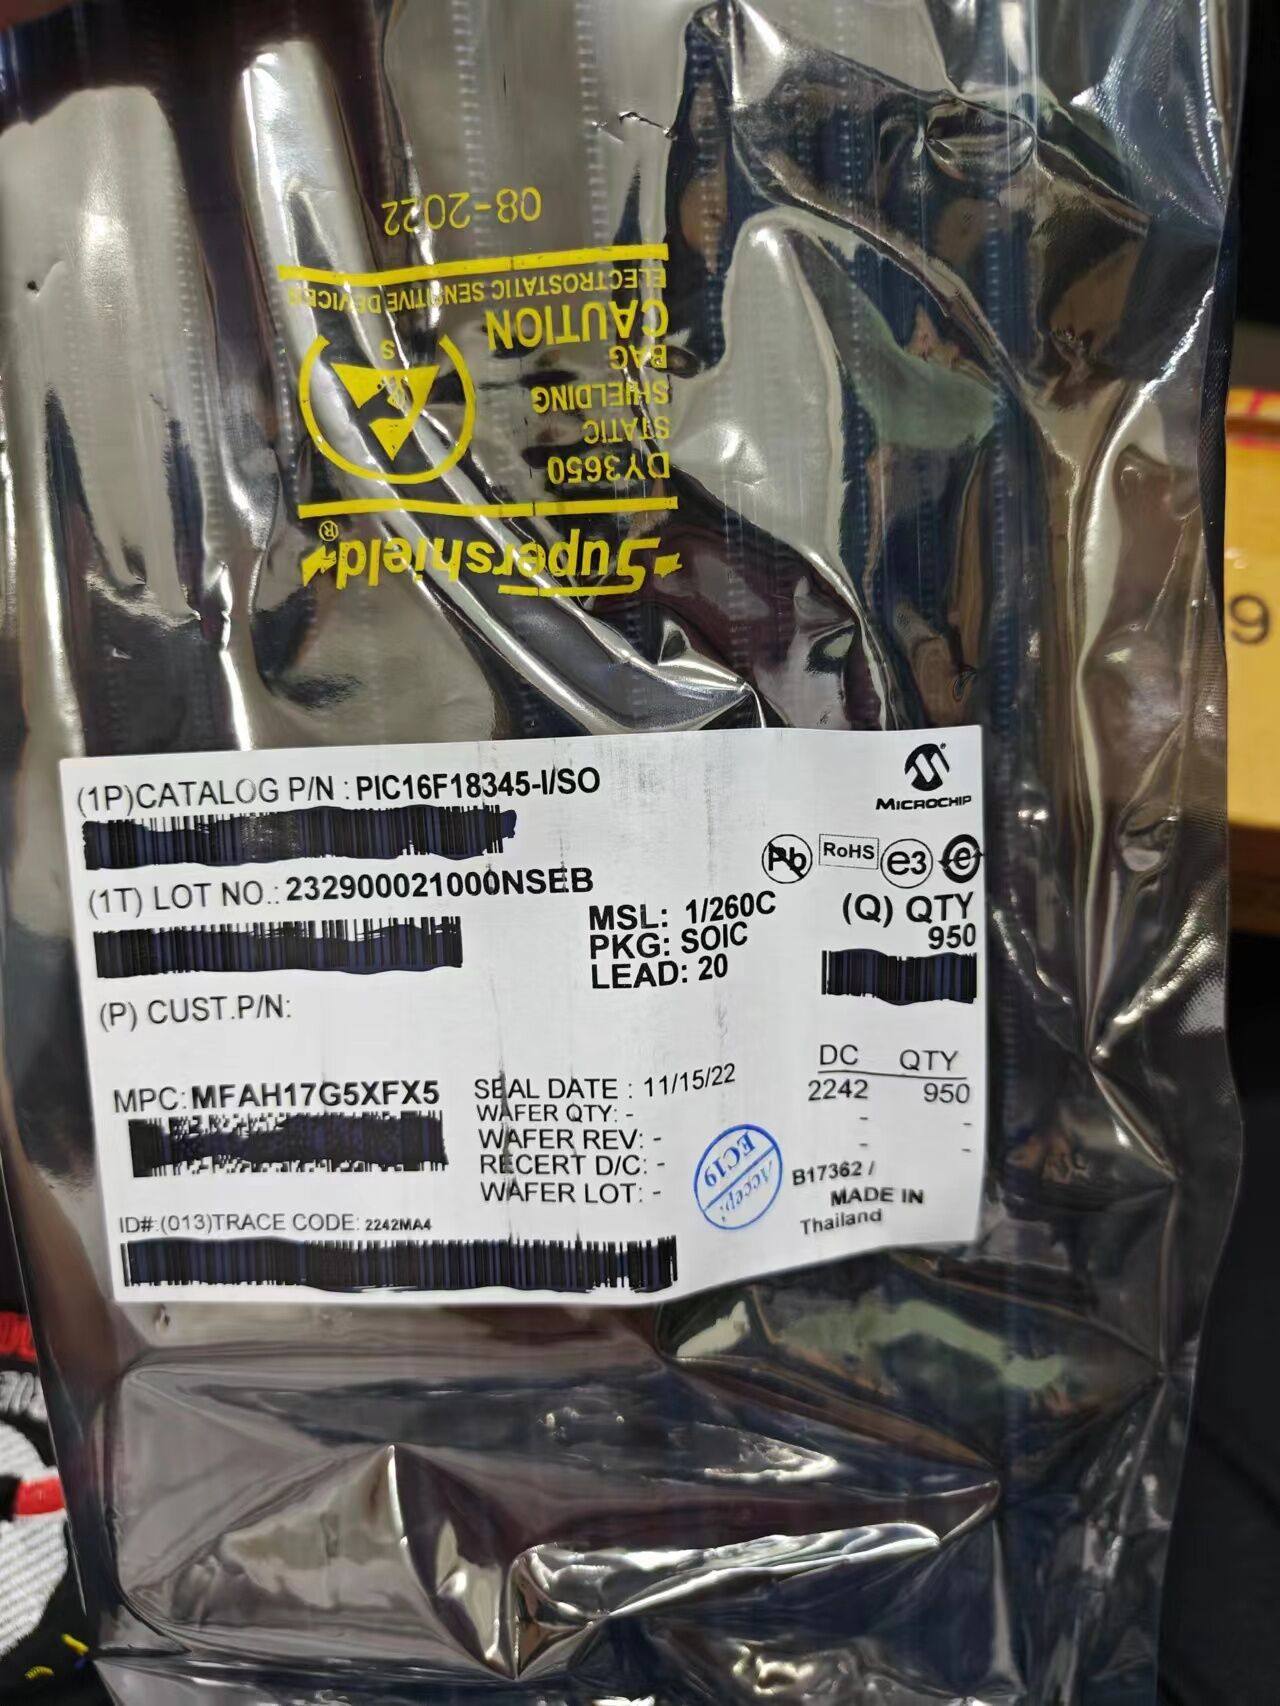 08-2022
ELECTROSTATIC SENSITIVE DEVICES
CAUTION
BAG
SHIELDING
STATIC
DY3650
Supershield®
S
9
(1P)CATALOG P/N : PIC16F18345-I/SO
MICROCHIP
Pb RoHS e3 e
(1T) LOT NO.: 232900021000NSEB
MSL: 1/260C
PKG: SOIC
LEAD: 20
(Q) QTY
950
(P) CUST.P/N:
MPC: MFAH17G5XFX5
SEAL DATE : 11/15/22
WAFER QTY: -
WAFER REV: -
RECERT D/C: -
WAFER LOT: -
DC QTY
2242 950
- -
- -
Accept
EC19
B17362 /
MADE IN
Thailand
ID#:(013)TRACE CODE: 2242MA4